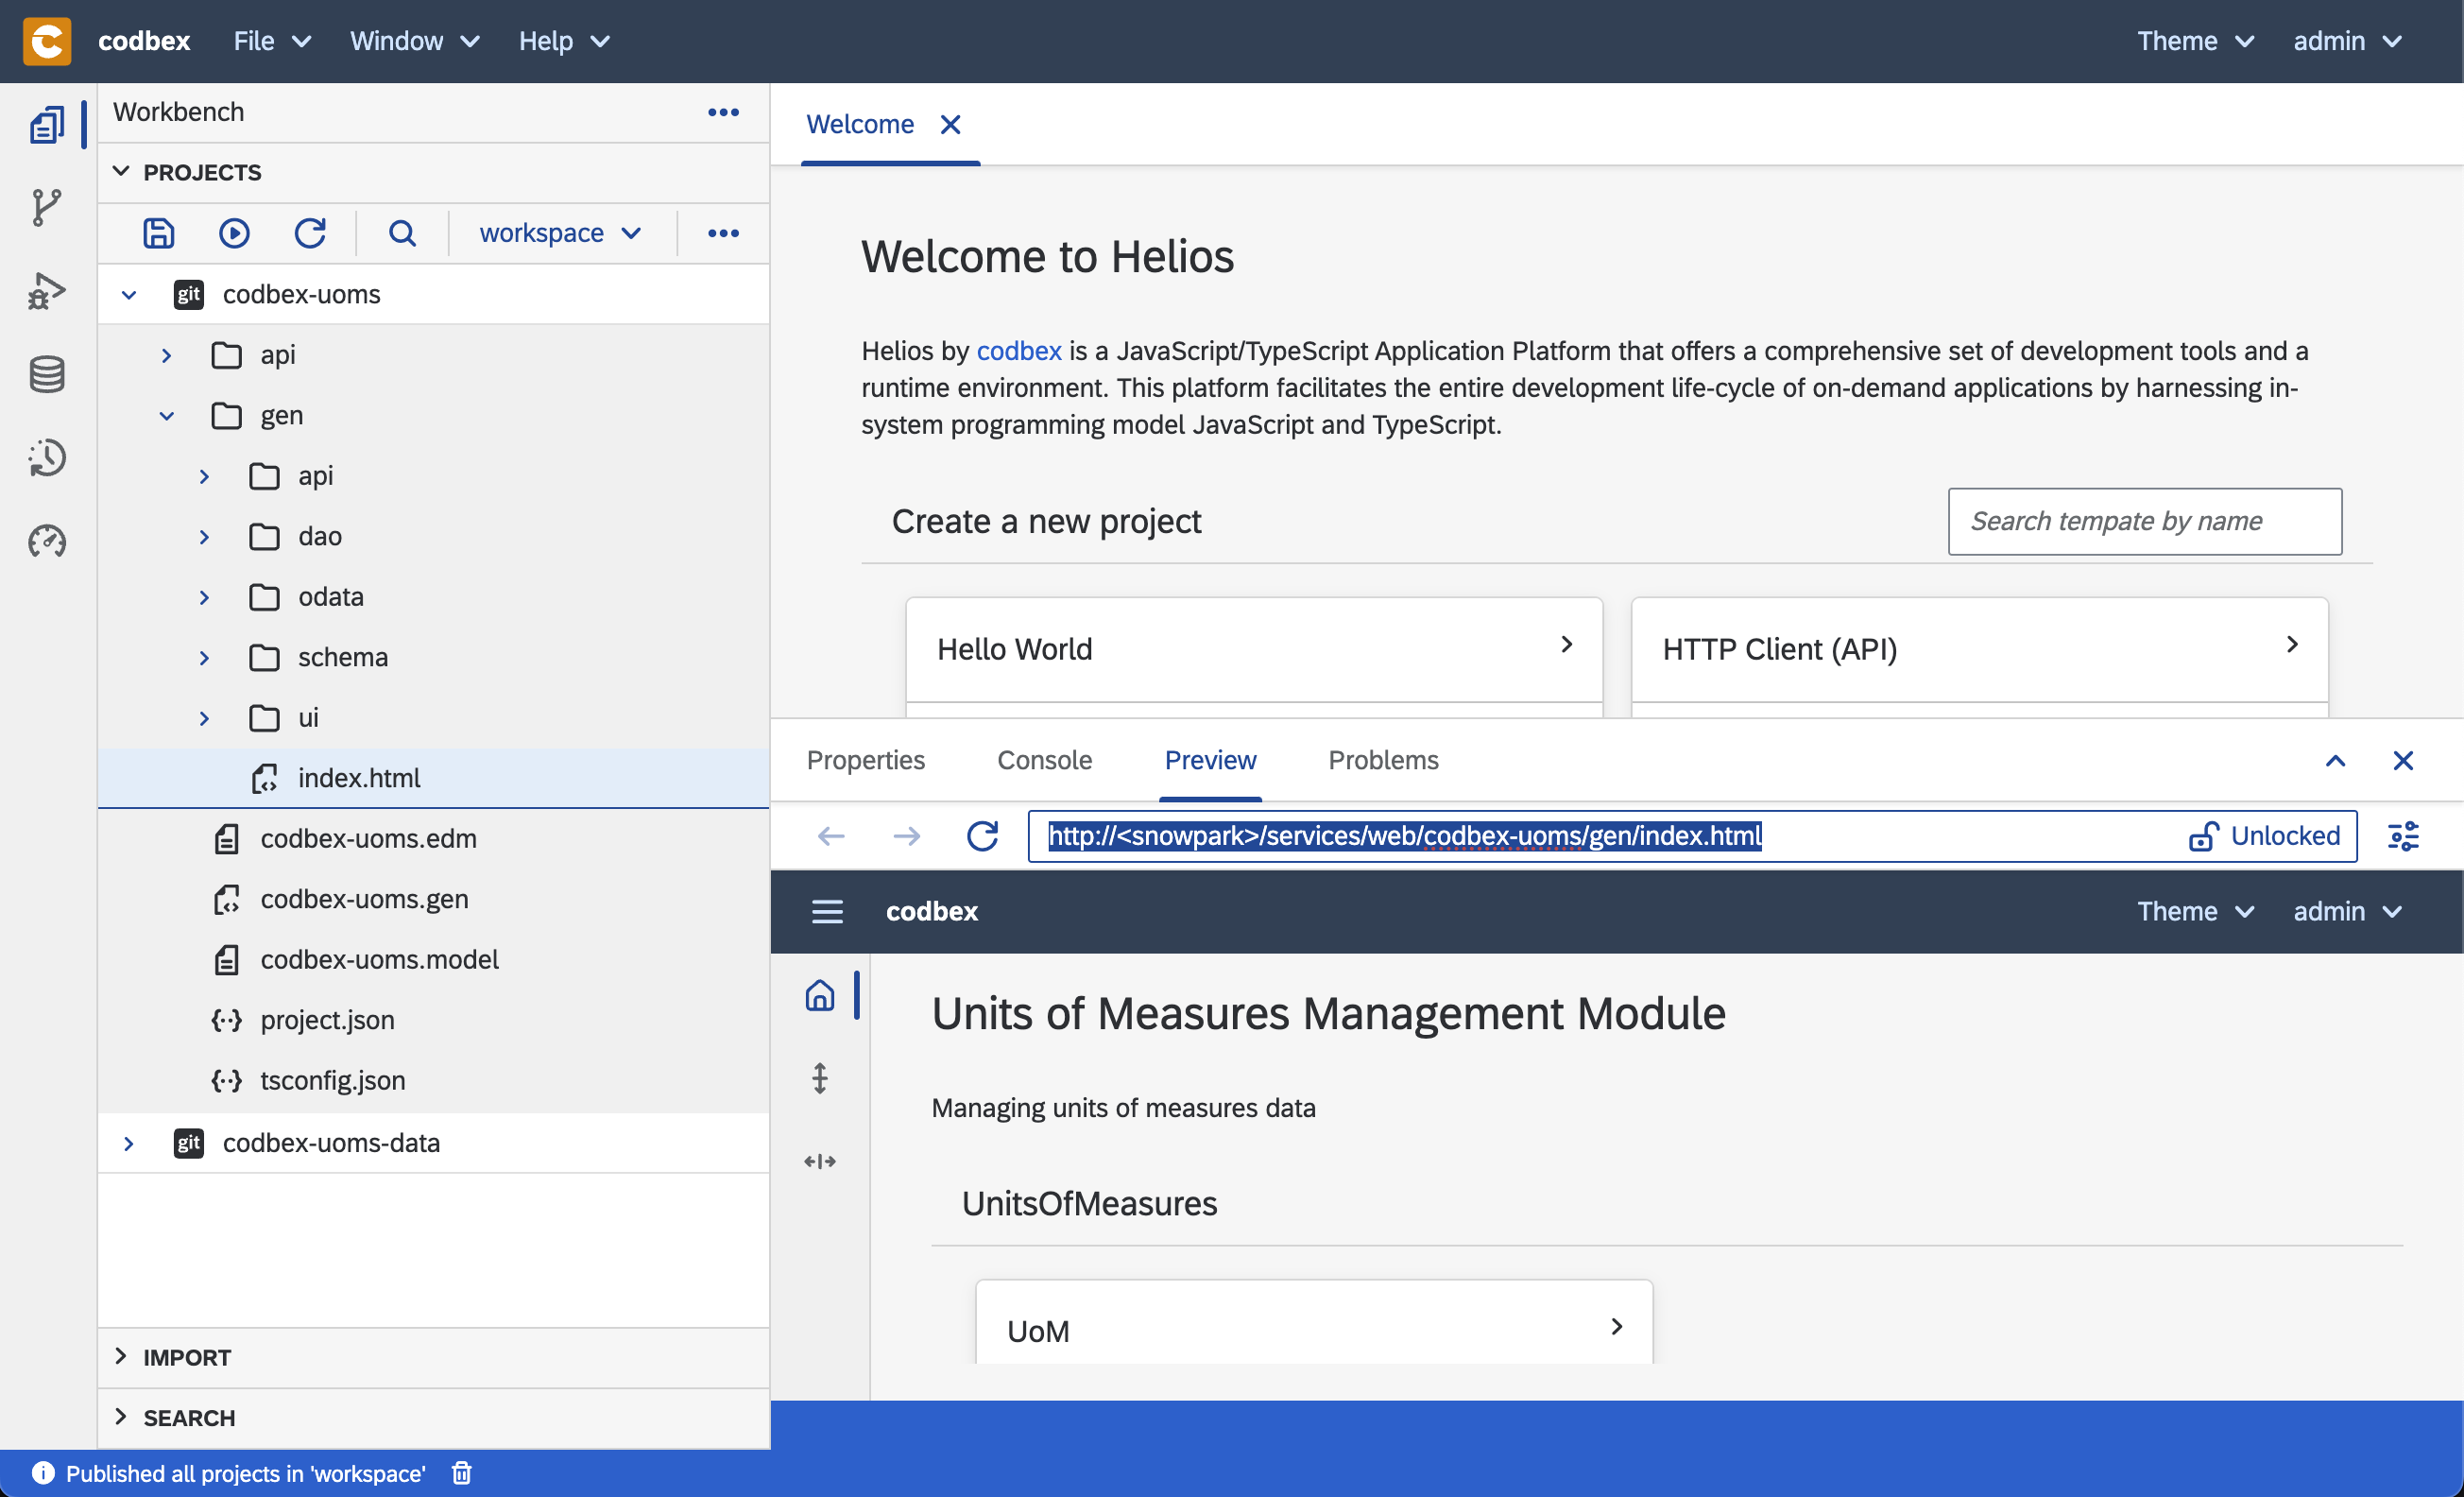 codbex File Window Help Theme admin
Workbench
PROJECTS
workspace
git codbex-uoms
api
gen
api
dao
odata
schema
ui
index.html
codbex-uoms.edm
codbex-uoms.gen
codbex-uoms.model
project.json
tsconfig.json
git codbex-uoms-data
IMPORT
SEARCH
Welcome
Welcome to Helios
Helios by codbex is a JavaScript/TypeScript Application Platform that offers a comprehensive set of development tools and a
runtime environment. This platform facilitates the entire development life-cycle of on-demand applications by harnessing in-
system programming model JavaScript and TypeScript.
Create a new project
Search tempate by name
Hello World
HTTP Client (API)
Properties Console Preview Problems
http://<snowpark>/services/web/codbex-uoms/gen/index.html Unlocked
codbex Theme admin
Units of Measures Management Module
Managing units of measures data
UnitsOfMeasures
UoM
Published all projects in 'workspace'